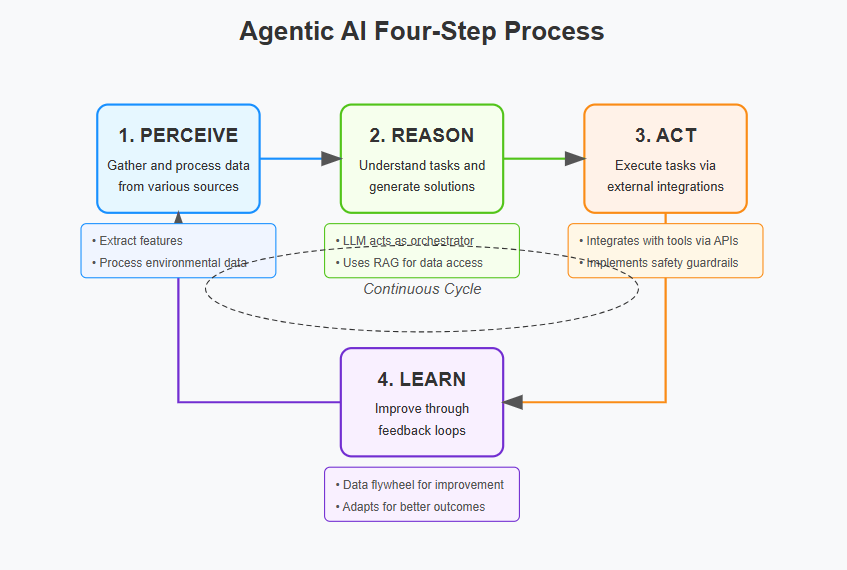 Agentic AI Four-Step Process
1. PERCEIVE
Gather and process data
from various sources
• Extract features
• Process environmental data
2. REASON
Understand tasks and
generate solutions
• LLM acts as orchestrator
• Uses RAG for data access
3. ACT
Execute tasks via
external integrations
• Integrates with tools via APIs
• Implements safety guardrails
Continuous Cycle
4. LEARN
Improve through
feedback loops
• Data flywheel for improvement
• Adapts for better outcomes